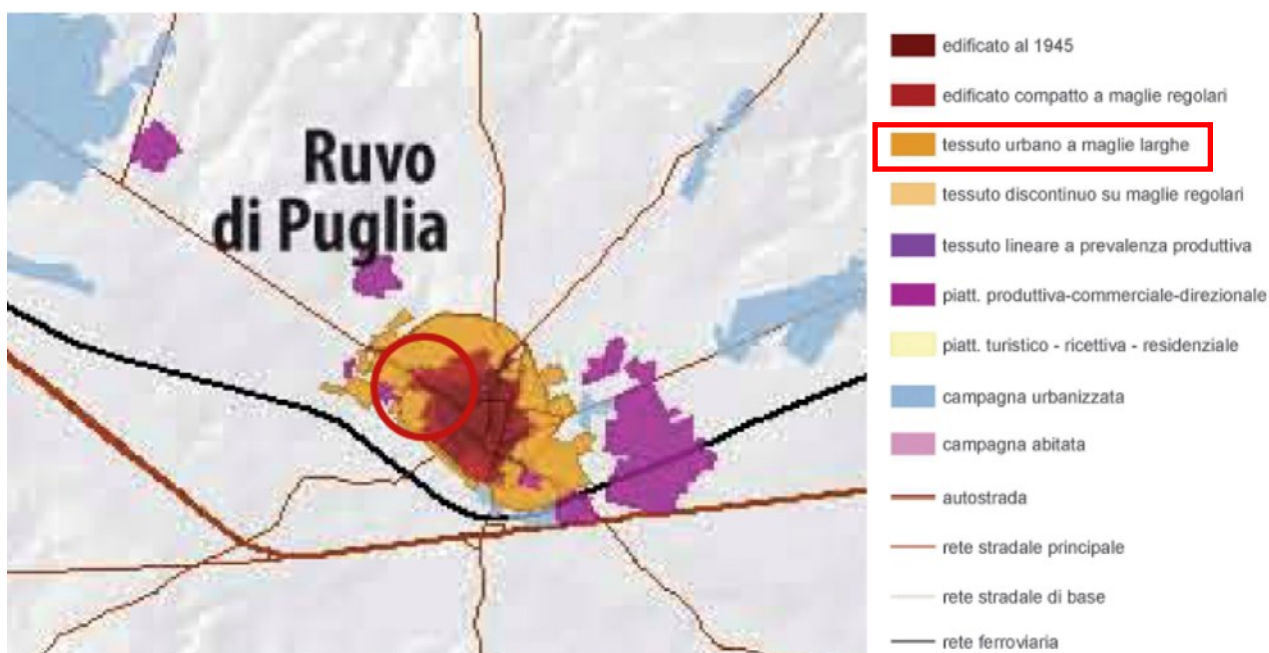 Ruvo
di Puglia
edificato al 1945
edificato compatto a maglie regolari
tessuto urbano a maglie larghe
tessuto discontinuo su maglie regolari
tessuto lineare a prevalenza produttiva
piatt. produttiva-commerciale-direzionale
piatt. turistico - ricettiva - residenziale
campagna urbanizzata
campagna abitata
autostrada
rete stradale principale
rete stradale di base
rete ferroviaria